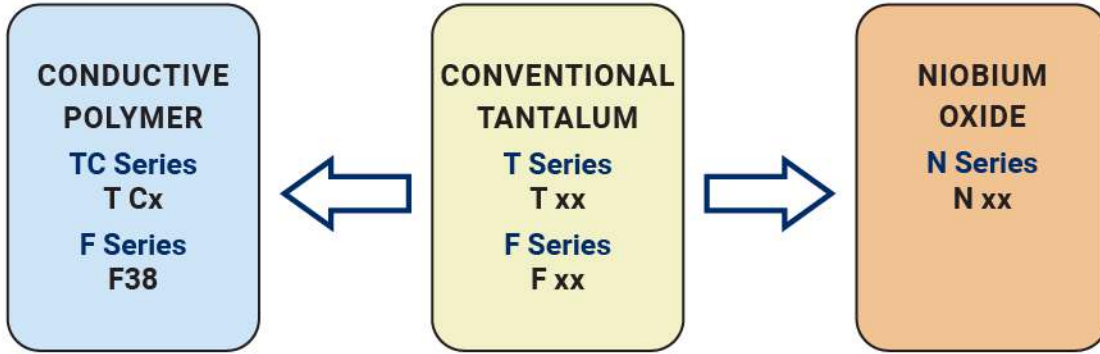 CONDUCTIVE
POLYMER
TC Series
T Cx
F Series
F38
CONVENTIONAL
TANTALUM
T Series
T xx
F Series
F xx
NIOBIUM
OXIDE
N Series
N xx